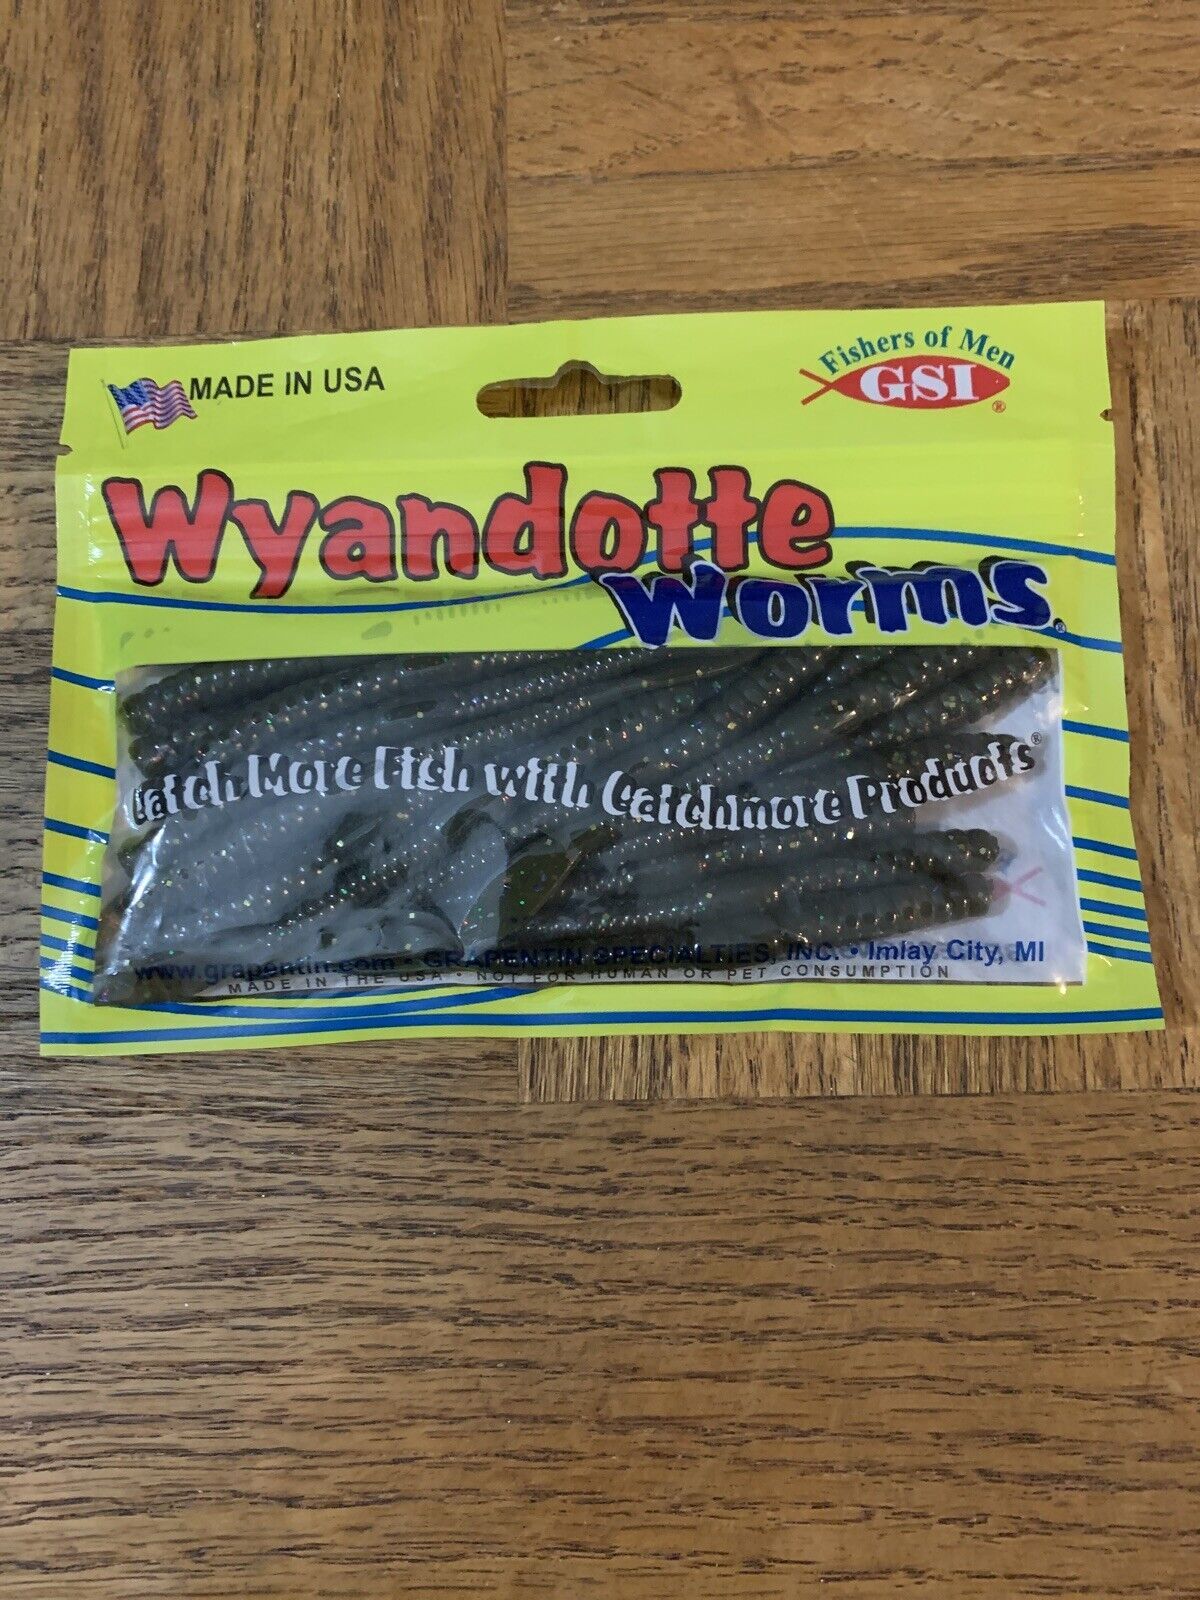 MADE IN USA
Fishers of Men
GSI®
Wyandotte
Worms®
Catch More Fish with Catchmore Products®
www.grapentin.com • GRAPENTIN SPECIALTIES, INC. • Imlay City, MI
MADE IN THE USA • NOT FOR HUMAN OR PET CONSUMPTION